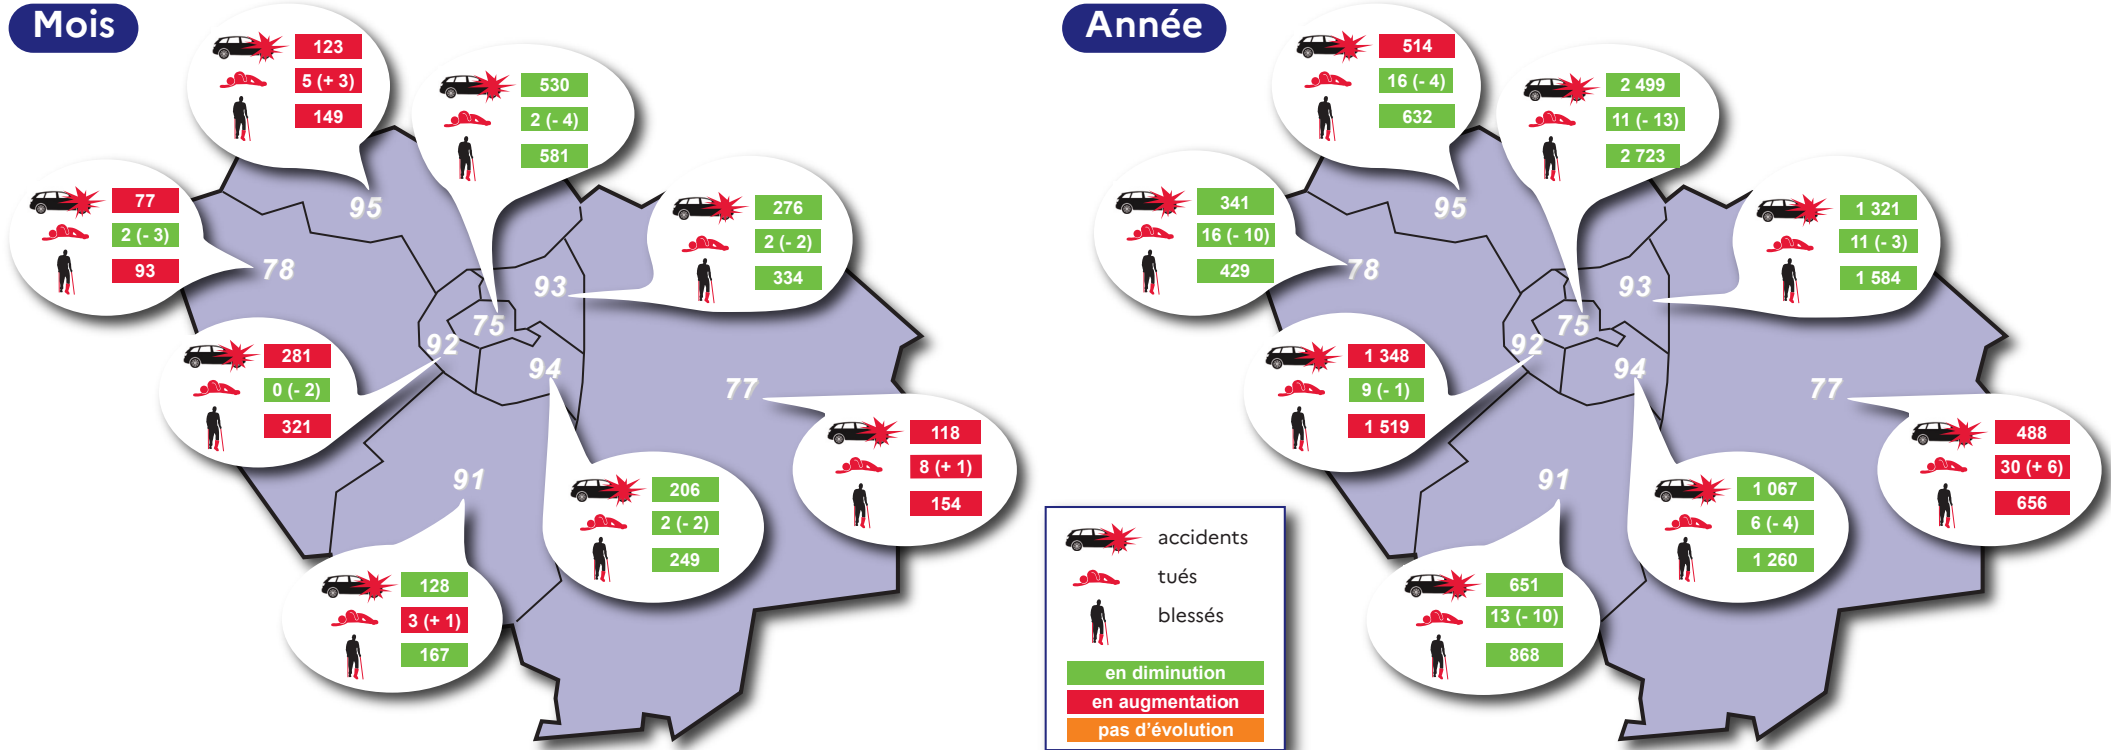 Mois
123
5 (+ 3)
149
530
2 (- 4)
581
77
2 (- 3)
93
276
2 (- 2)
334
281
0 (- 2)
321
118
8 (+ 1)
154
206
2 (- 2)
249
128
3 (+ 1)
167
95
78
93
75
92
94
77
91
Année
514
16 (- 4)
632
2 499
11 (- 13)
2 723
341
16 (- 10)
429
1 321
11 (- 3)
1 584
1 348
9 (- 1)
1 519
488
30 (+ 6)
656
1 067
6 (- 4)
1 260
651
13 (- 10)
868
95
78
93
75
92
94
77
91
accidents
tués
blessés
en diminution
en augmentation
pas d'évolution